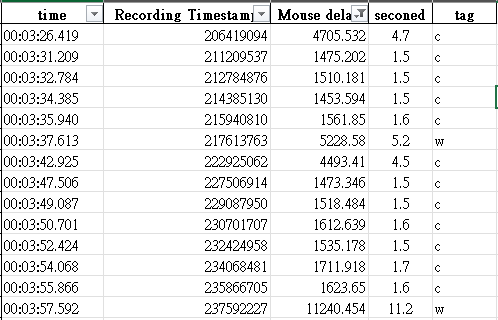 time Recording Timestam Mouse dela seconed tag
00:03:26.419 206419094 4705.532 4.7 c
00:03:31.209 211209537 1475.202 1.5 c
00:03:32.784 212784876 1510.181 1.5 c
00:03:34.385 214385130 1453.594 1.5 c
00:03:35.940 215940810 1561.85 1.6 c
00:03:37.613 217613763 5228.58 5.2 w
00:03:42.925 222925062 4493.41 4.5 c
00:03:47.506 227506914 1473.346 1.5 c
00:03:49.087 229087950 1518.484 1.5 c
00:03:50.701 230701707 1612.639 1.6 c
00:03:52.424 232424958 1535.178 1.5 c
00:03:54.068 234068481 1711.918 1.7 c
00:03:55.866 235866705 1623.65 1.6 c
00:03:57.592 237592227 11240.454 11.2 w